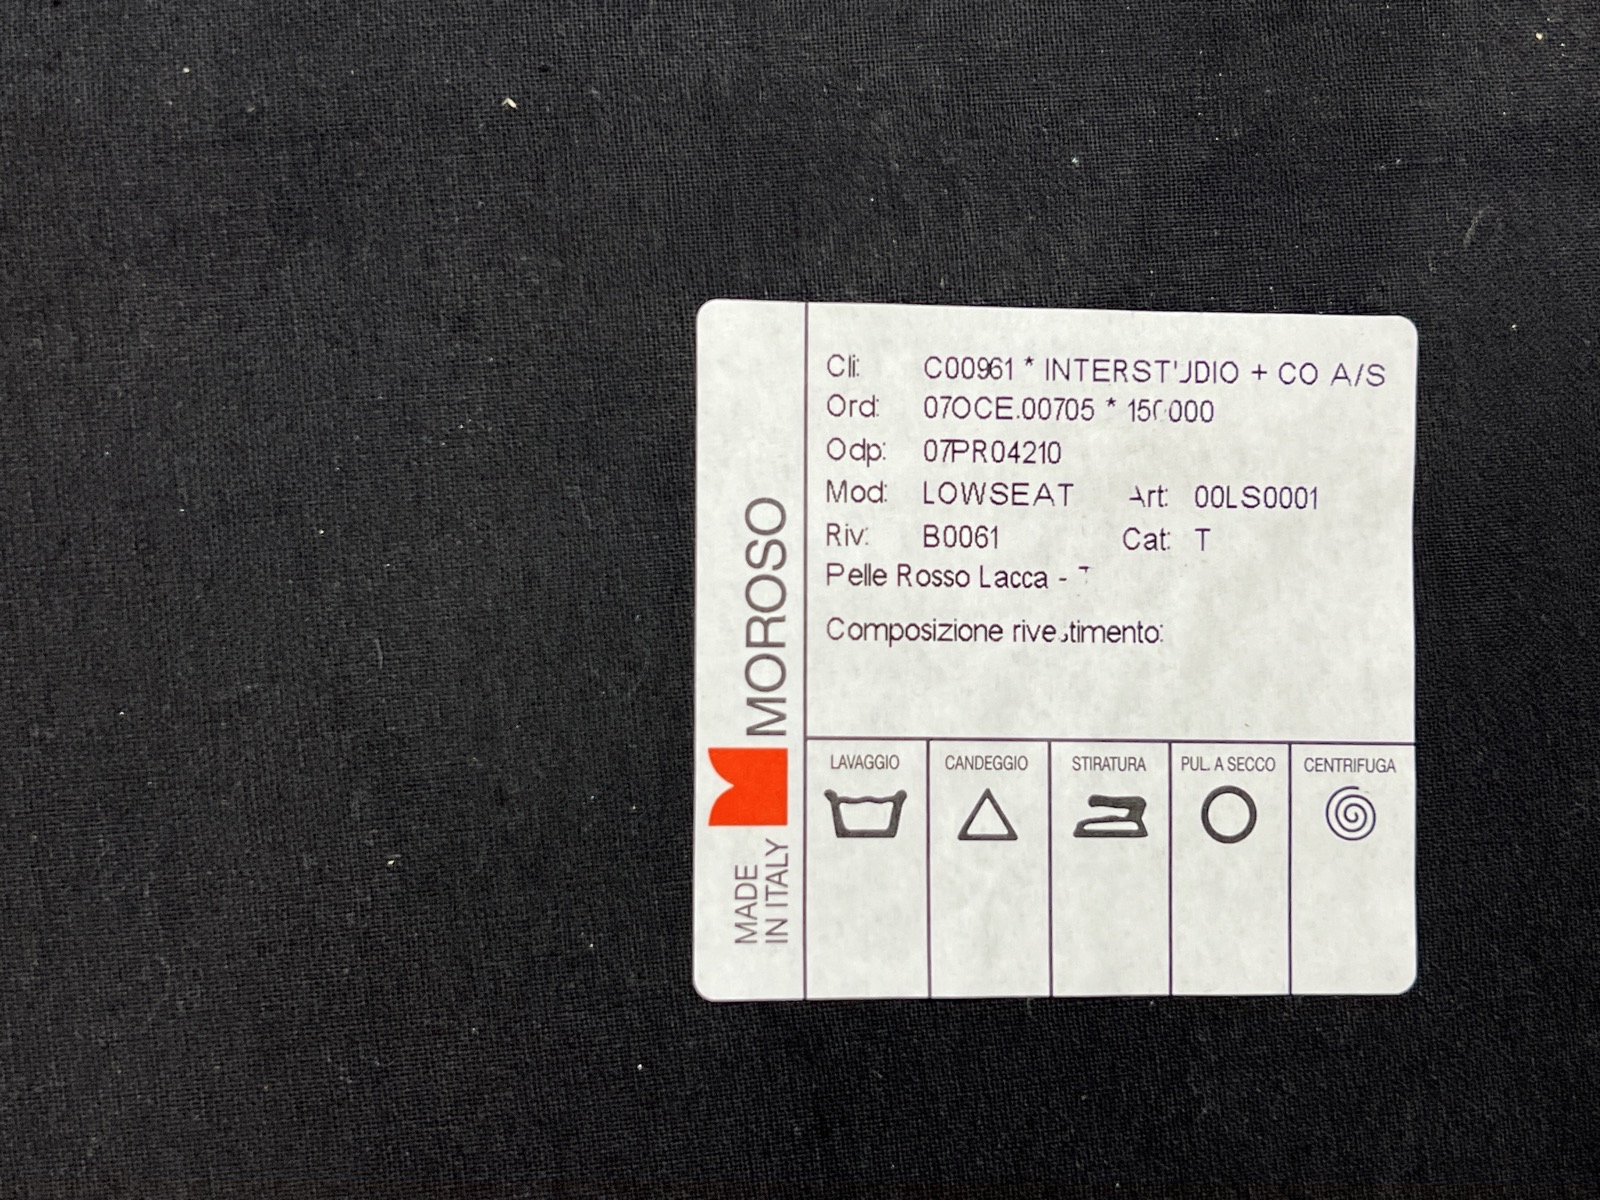 Cli: C00961 * INTERSTUDIO + CO A/S
Ord: 07OCE.00705 *
Odp: 07PR04210
Mod: LOWSEAT Art: 00LS0001
Riv: B0061 Cat: T
Pelle Rosso Lacca - T
Composizione rivestimento:
MOROSO
MADE
IN ITALY
LAVAGGIO CANDEGGIO STIRATURA PUL. A SECCO CENTRIFUGA